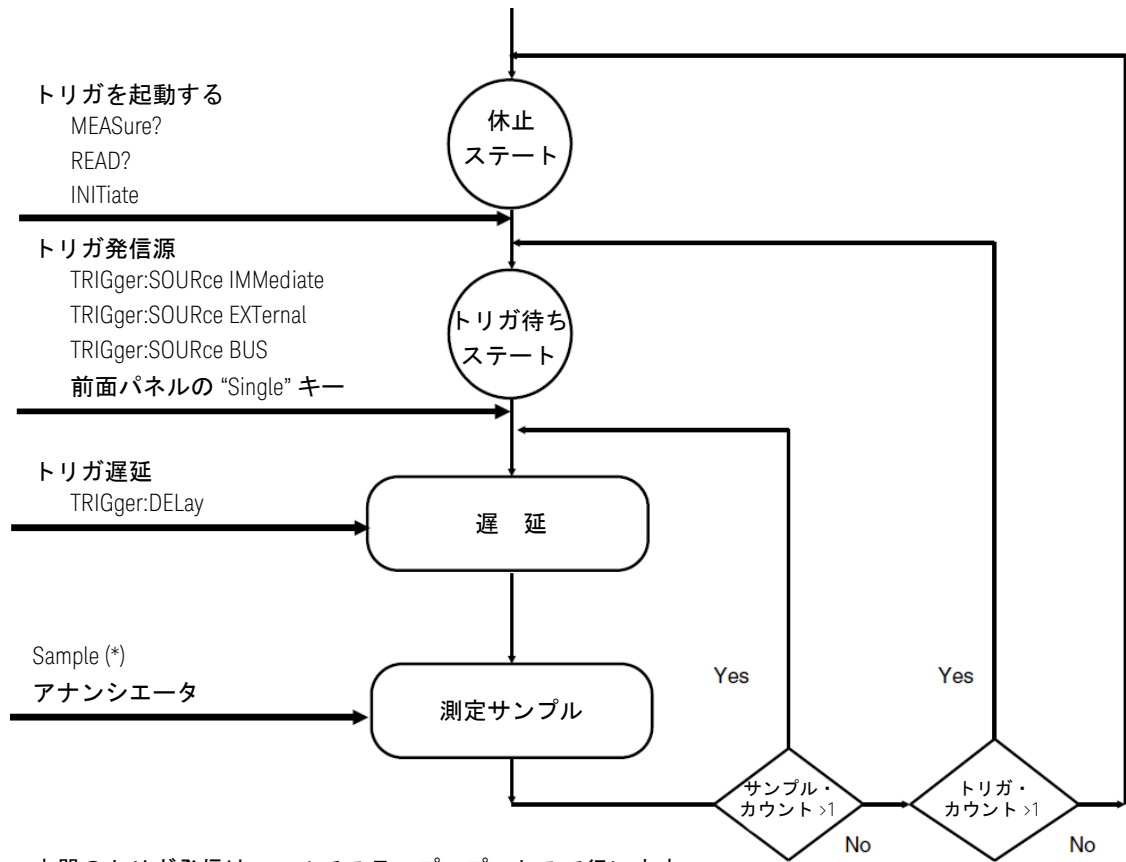 トリガを起動する
MEASure?
READ?
INITiate
休止
ステート
トリガ発信源
TRIGger:SOURce IMMediate
TRIGger:SOURce EXTernal
TRIGger:SOURce BUS
前面パネルの “Single” キー
トリガ待ち
ステート
トリガ遅延
TRIGger:DELay
遅 延
Sample (*)
アナンシエータ
測定サンプル
Yes
Yes
サンプル・
カウント >1
トリガ・
カウント >1
No
No